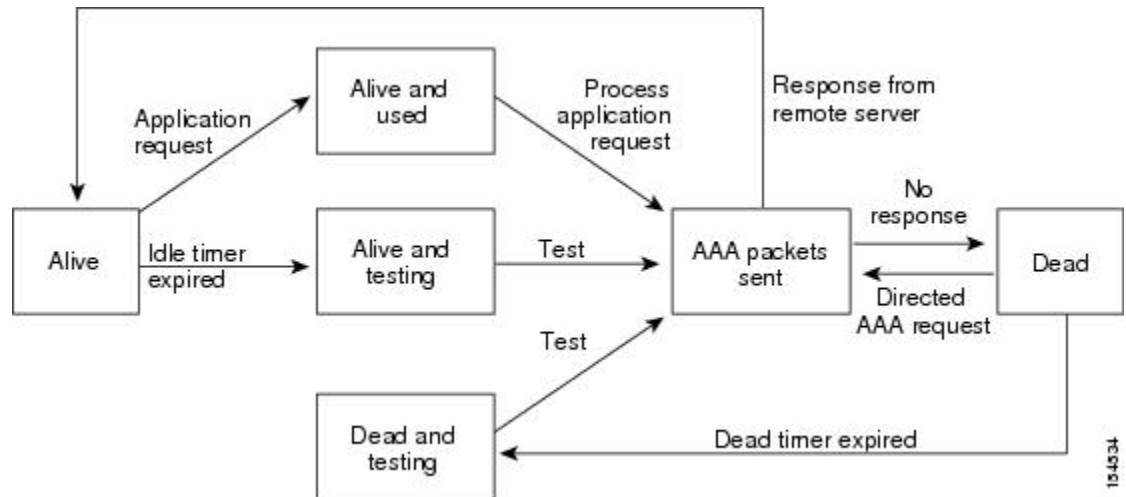 Response from
remote server
Alive and
used
Process
application
request
Application
request
No
response
Alive
Idle timer
expired
Alive and
testing
Test
AAA packets
sent
Dead
Directed
AAA request
Test
Dead and
testing
Dead timer expired
154534